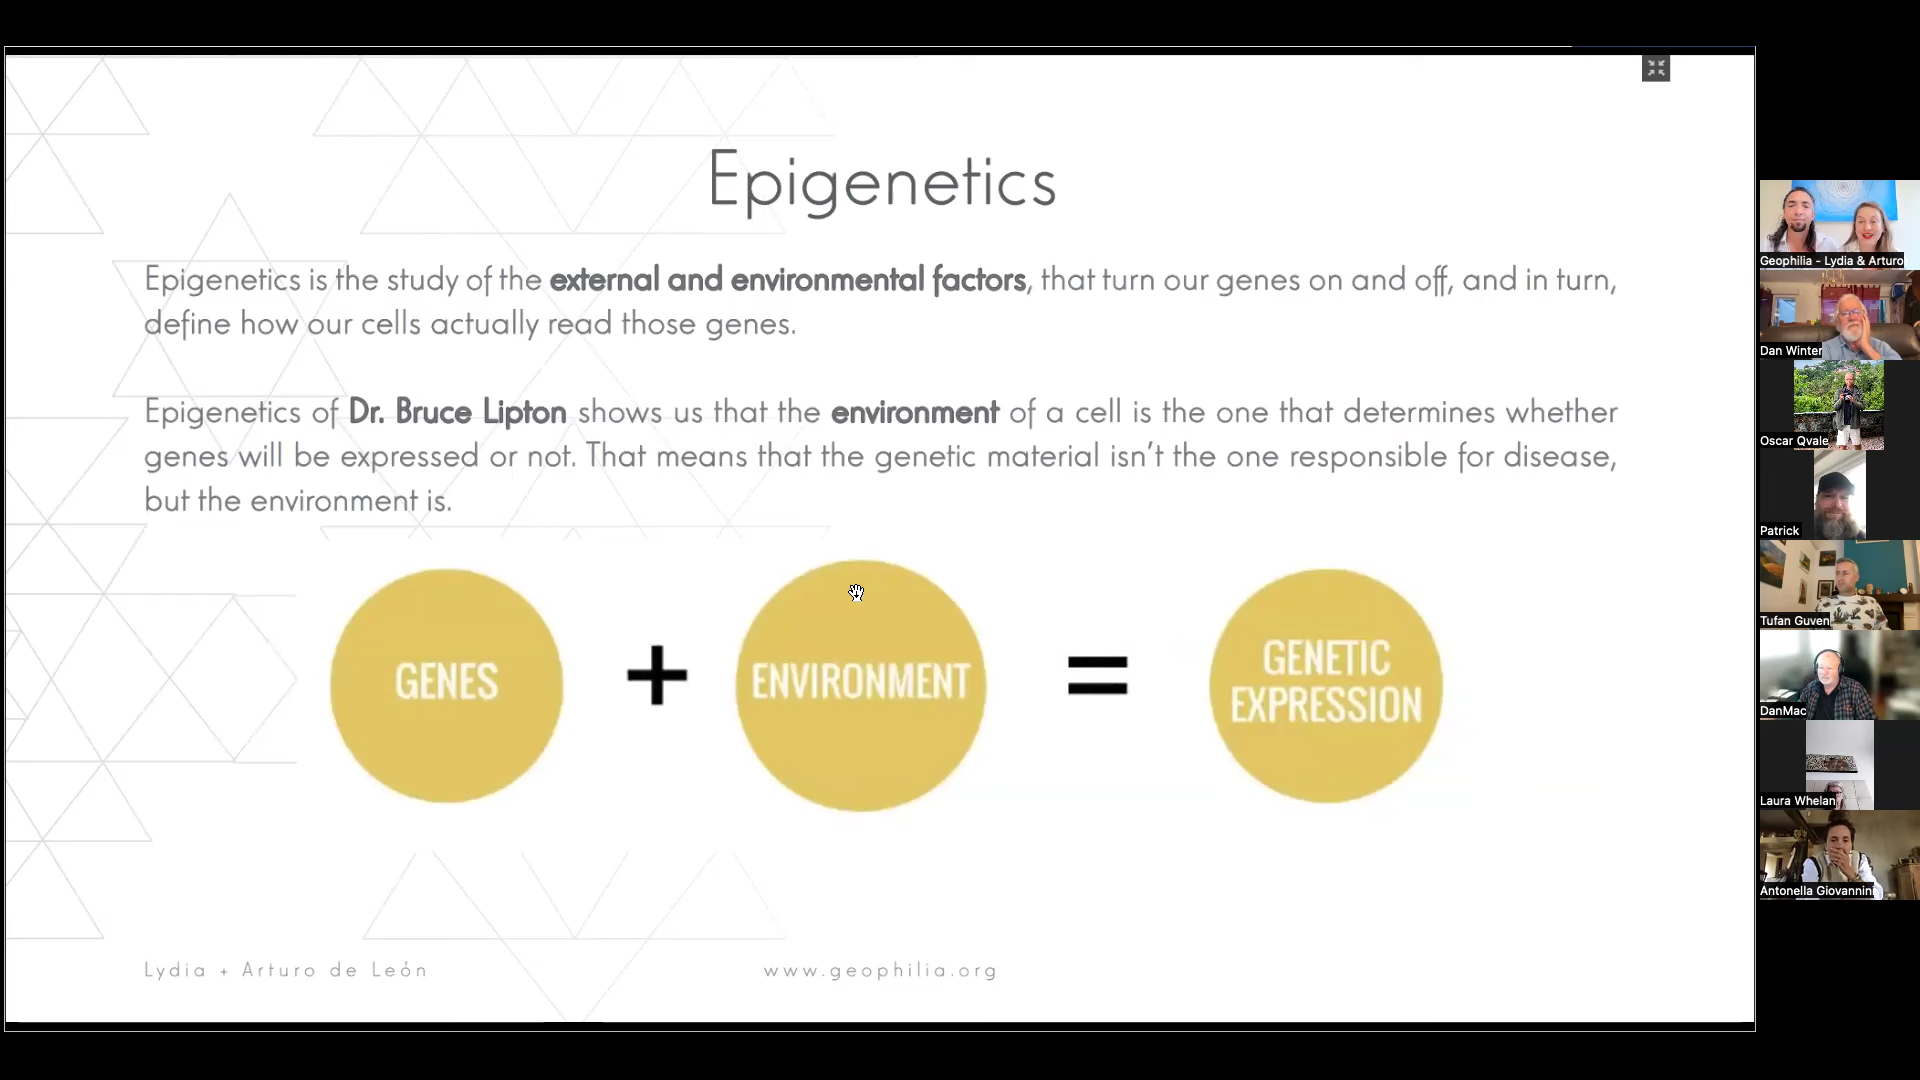 Epigenetics
Epigenetics is the study of the external and environmental factors, that turn our genes on and off, and in turn,
define how our cells actually read those genes.
Epigenetics of Dr. Bruce Lipton shows us that the environment of a cell is the one that determines whether
genes will be expressed or not. That means that the genetic material isn't the one responsible for disease,
but the environment is.
GENES
+
ENVIRONMENT
=
GENETIC
EXPRESSION
Lydia + Arturo de León
www.geophilia.org
Geophilia - Lydia & Arturo
Dan Winter
Oscar Qvale
Patrick
Tufan Guven
DanMac
Laura Whelan
Antonella Giovannini